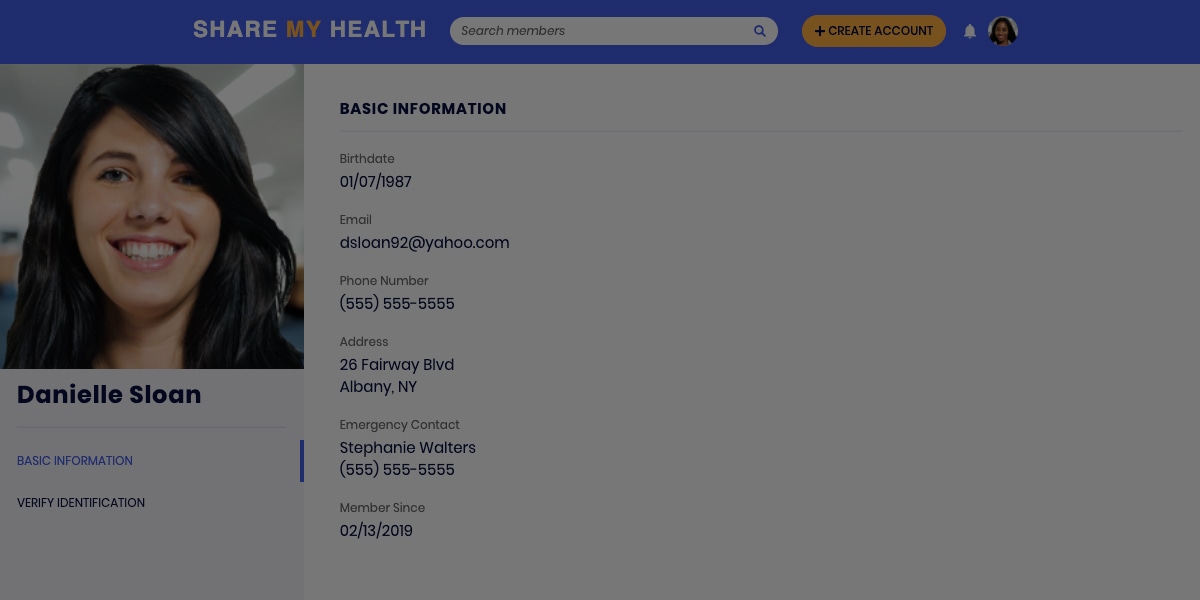 SHARE MY HEALTH
Search members
+ CREATE ACCOUNT
Danielle Sloan
BASIC INFORMATION
VERIFY IDENTIFICATION
BASIC INFORMATION
Birthdate
01/07/1987
Email
dsloan92@yahoo.com
Phone Number
(555) 555-5555
Address
26 Fairway Blvd
Albany, NY
Emergency Contact
Stephanie Walters
(555) 555-5555
Member Since
02/13/2019